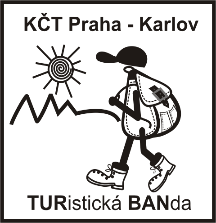 KČT Praha - Karlov
TURistická BANda